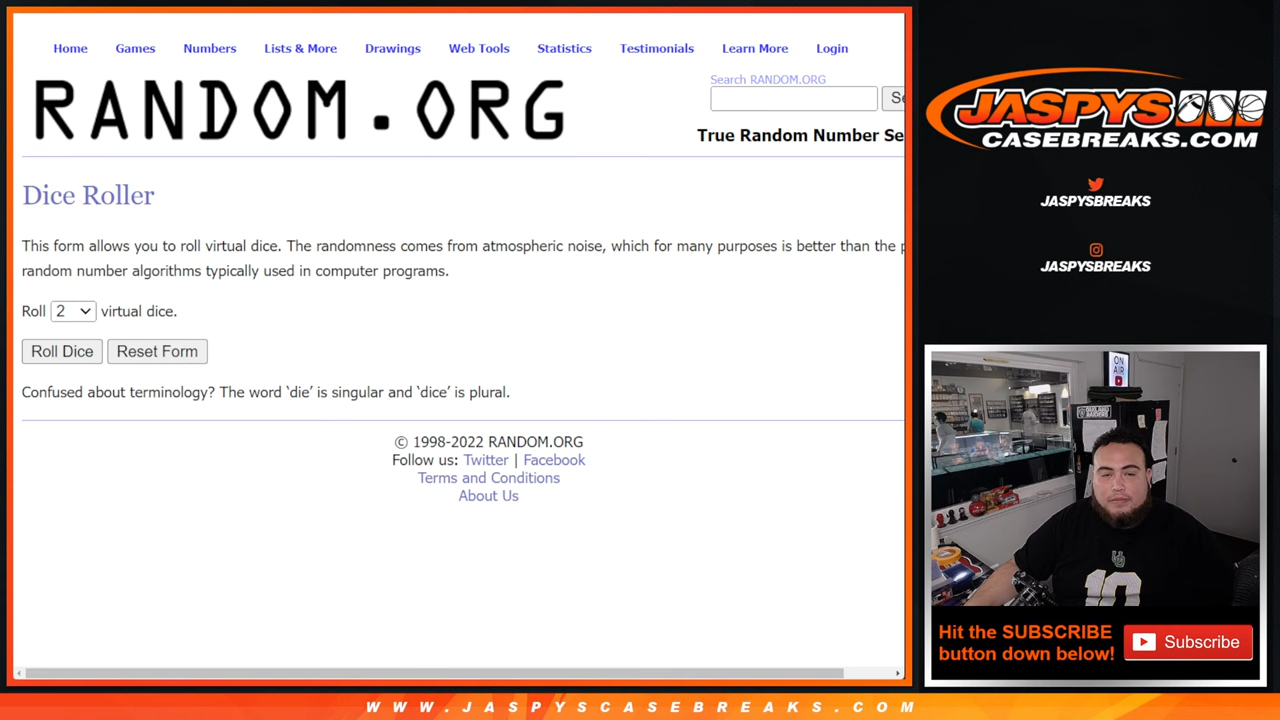 Home Games Numbers Lists & More Drawings Web Tools Statistics Testimonials Learn More Login
RANDOM.ORG
Search RANDOM.ORG
Se
True Random Number Se
Dice Roller
This form allows you to roll virtual dice. The randomness comes from atmospheric noise, which for many purposes is better than the p
random number algorithms typically used in computer programs.
Roll 2 virtual dice.
Roll Dice Reset Form
Confused about terminology? The word ‘die’ is singular and ‘dice’ is plural.
© 1998-2022 RANDOM.ORG
Follow us: Twitter | Facebook
Terms and Conditions
About Us
JASPYS
CASEBREAKS.COM
JASPYSBREAKS
JASPYSBREAKS
ON
AIR
OAKLAND
RAIDERS
10
Hit the SUBSCRIBE
button down below!
Subscribe
WWW.JASPYSCASEBREAKS.COM